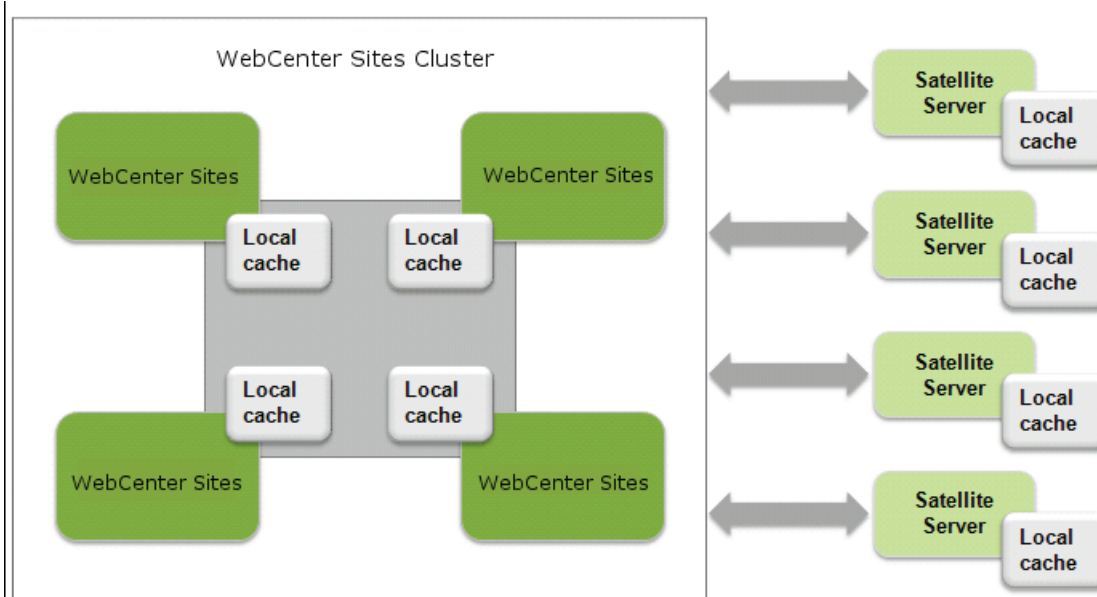 WebCenter Sites Cluster
WebCenter Sites
WebCenter Sites
Local
cache
Local
cache
Local
cache
Local
cache
WebCenter Sites
WebCenter Sites
Satellite
Server
Local
cache
Satellite
Server
Local
cache
Satellite
Server
Local
cache
Satellite
Server
Local
cache